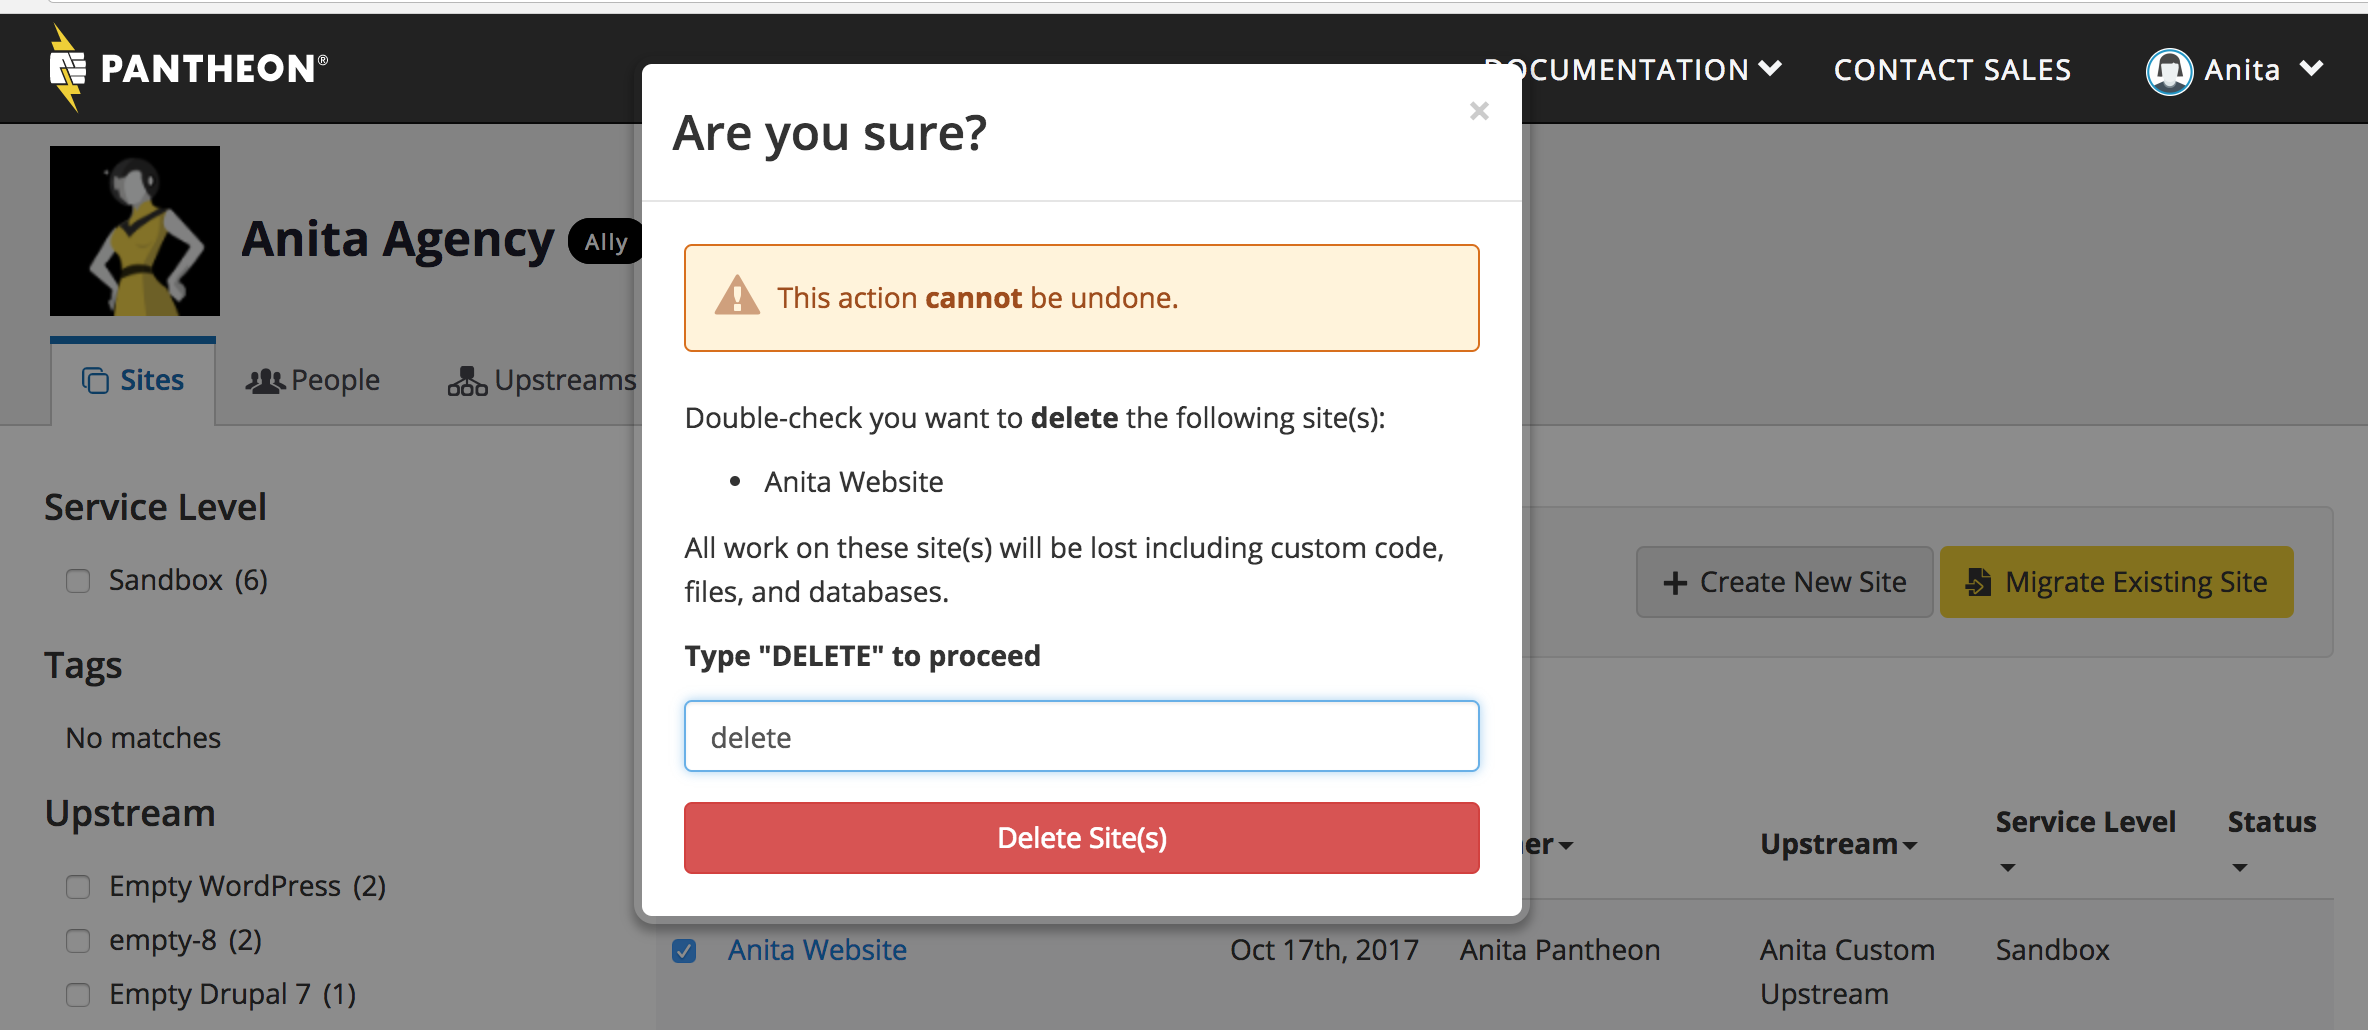 PANTHEON®
DOCUMENTATION
CONTACT SALES
Anita
Anita Agency
Ally
Sites
People
Upstreams
Service Level
Sandbox (6)
Tags
No matches
Upstream
Empty WordPress (2)
empty-8 (2)
Empty Drupal 7 (1)
Are you sure?
×
This action cannot be undone.
Double-check you want to delete the following site(s):
• Anita Website
All work on these site(s) will be lost including custom code,
files, and databases.
Type "DELETE" to proceed
delete
Delete Site(s)
Create New Site
Migrate Existing Site
Upstream
Service Level
Status
Anita Website
Oct 17th, 2017
Anita Pantheon
Anita Custom
Upstream
Sandbox